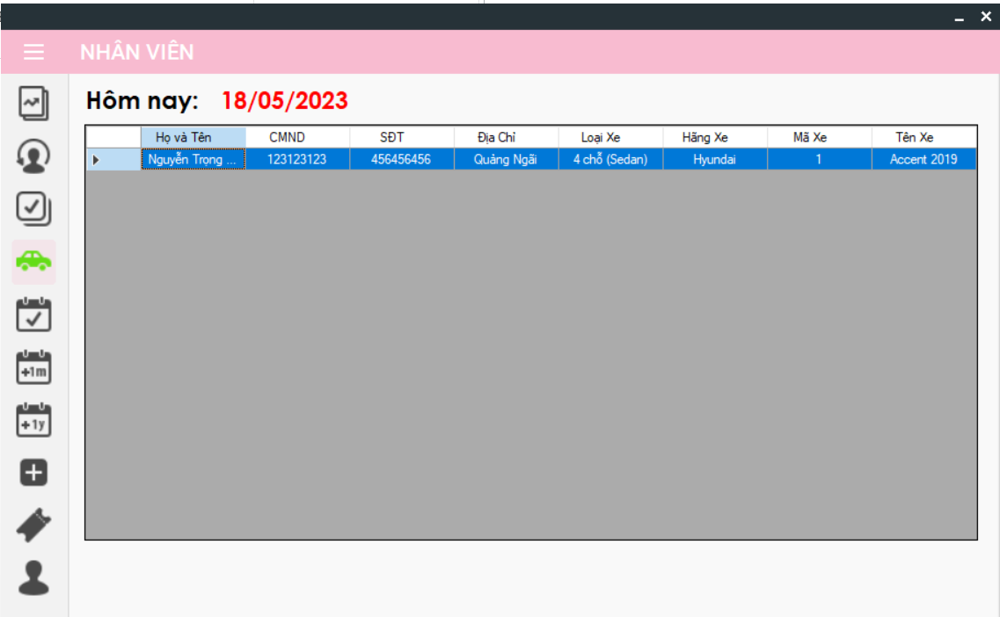 NHÂN VIÊN
Hôm nay: 18/05/2023
Họ và Tên CMND SĐT Địa Chỉ Loại Xe Hãng Xe Mã Xe Tên Xe
Nguyễn Trọng ... 123123123 456456456 Quảng Ngãi 4 chỗ (Sedan) Hyundai 1 Accent 2019
+1m
+1y